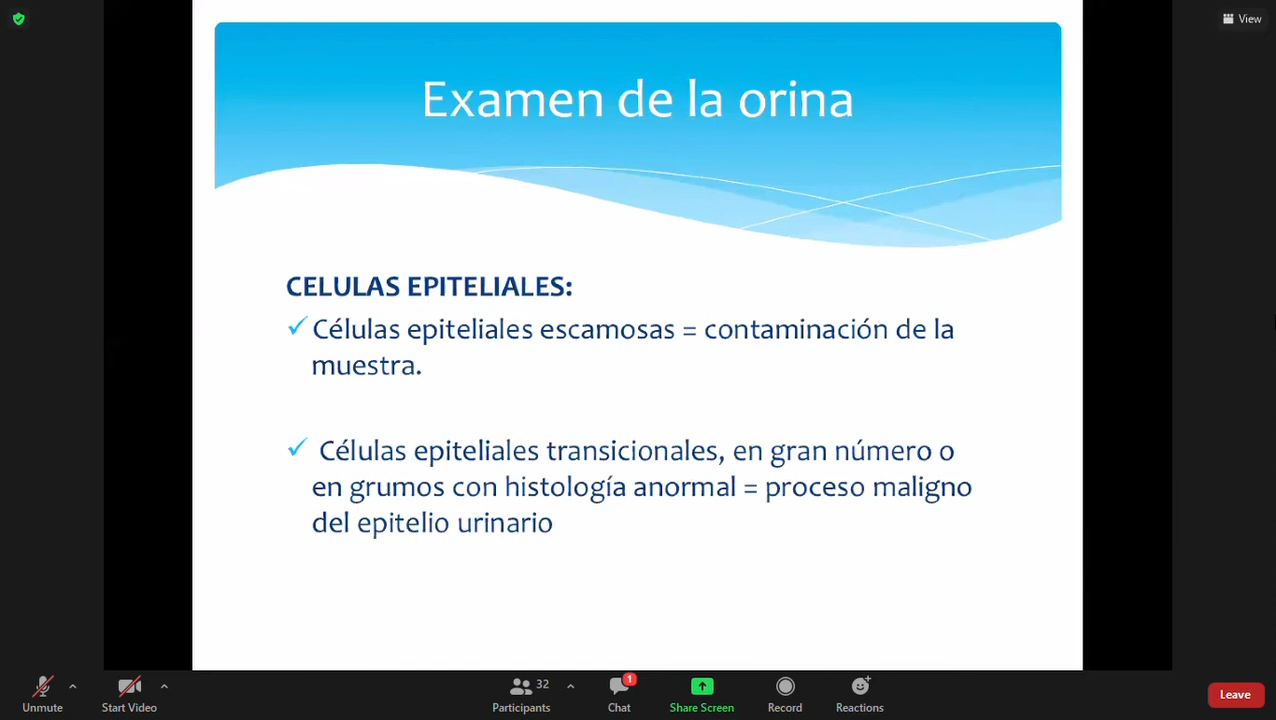 View
Examen de la orina
CELULAS EPITELIALES:
✓ Células epiteliales escamosas = contaminación de la
muestra.
✓ Células epiteliales transicionales, en gran número o
en grumos con histología anormal = proceso maligno
del epitelio urinario
Unmute
Start Video
32
Participants
1
Chat
Share Screen
Record
Reactions
Leave